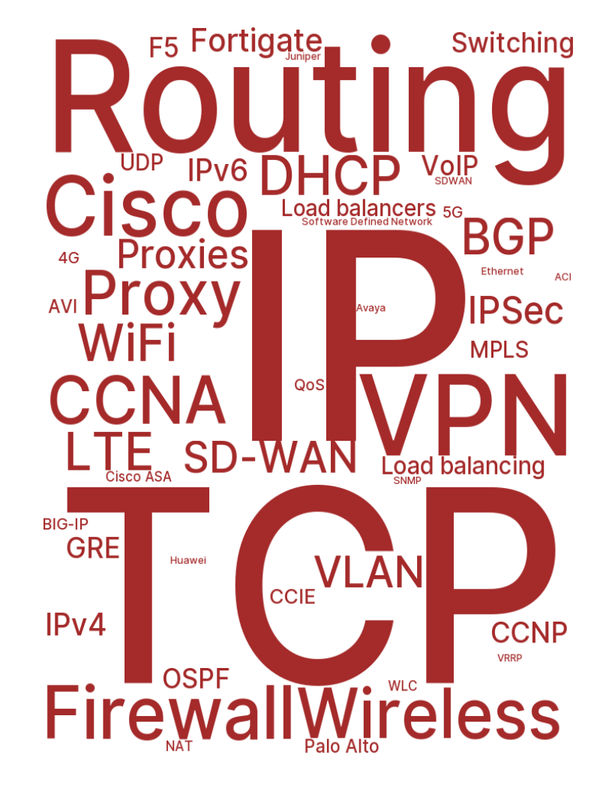 F5
Fortigate
Switching
Juniper
Routing
UDP
IPv6
DHCP
VoIP
SDWAN
Cisco
Load balancers
5G
Software Defined Network
BGP
4G
Proxies
Ethernet
ACI
AVI
Proxy
IP
Avaya
IPSec
WiFi
MPLS
QoS
CCNA
VPN
LTE
SD-WAN
Load balancing
Cisco ASA
SNMP
BIG-IP
TCP
GRE
Huawei
VLAN
CCIE
IPv4
CCNP
VRRP
OSPF
WLC
Firewall
Wireless
NAT
Palo Alto